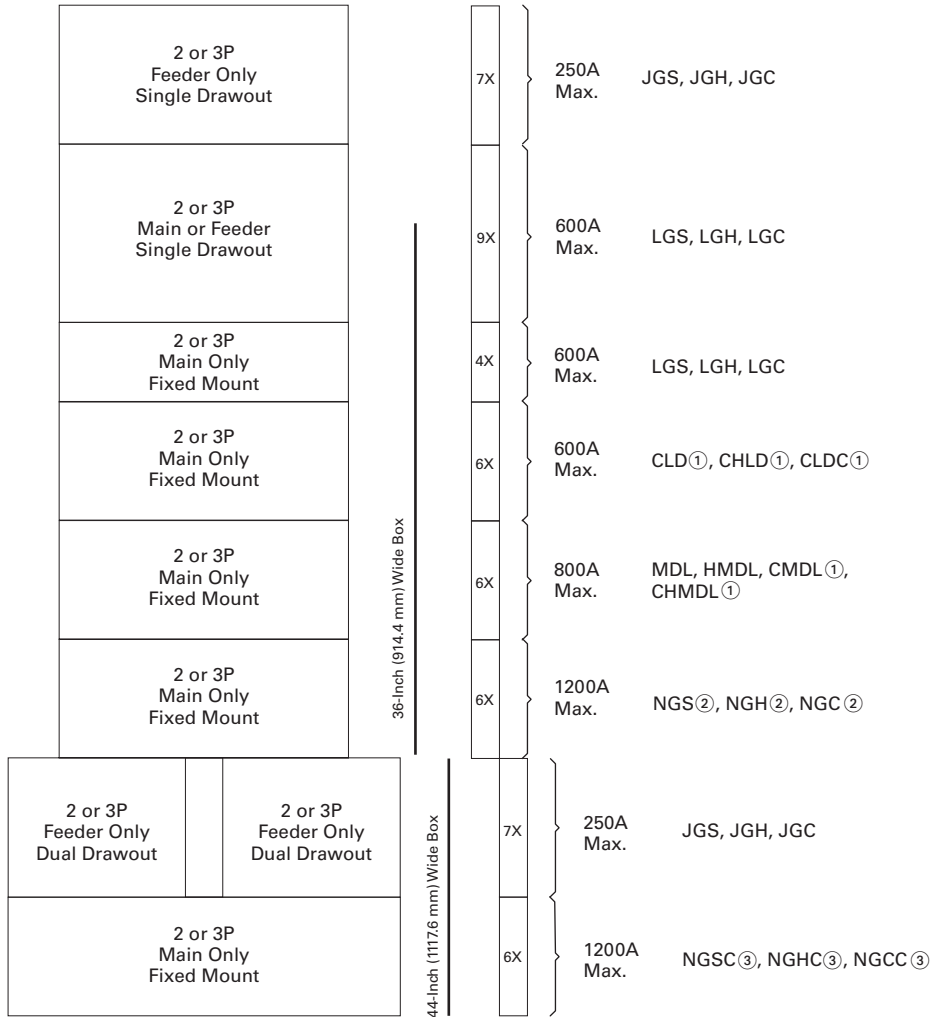 2 or 3P
Feeder Only
Single Drawout
7X
250A
Max.
JGS, JGH, JGC
2 or 3P
Main or Feeder
Single Drawout
9X
600A
Max.
LGS, LGH, LGC
2 or 3P
Main Only
Fixed Mount
4X
600A
Max.
LGS, LGH, LGC
2 or 3P
Main Only
Fixed Mount
6X
600A
Max.
CLD①, CHLD①, CLDC①
2 or 3P
Main Only
Fixed Mount
6X
800A
Max.
MDL, HMDL, CMDL①,
CHMDL①
2 or 3P
Main Only
Fixed Mount
6X
1200A
Max.
NGS②, NGH②, NGC②
36-Inch (914.4 mm) Wide Box
2 or 3P
Feeder Only
Dual Drawout
2 or 3P
Feeder Only
Dual Drawout
7X
250A
Max.
JGS, JGH, JGC
2 or 3P
Main Only
Fixed Mount
6X
1200A
Max.
NGSC③, NGHC③, NGCC③
44-Inch (1117.6 mm) Wide Box